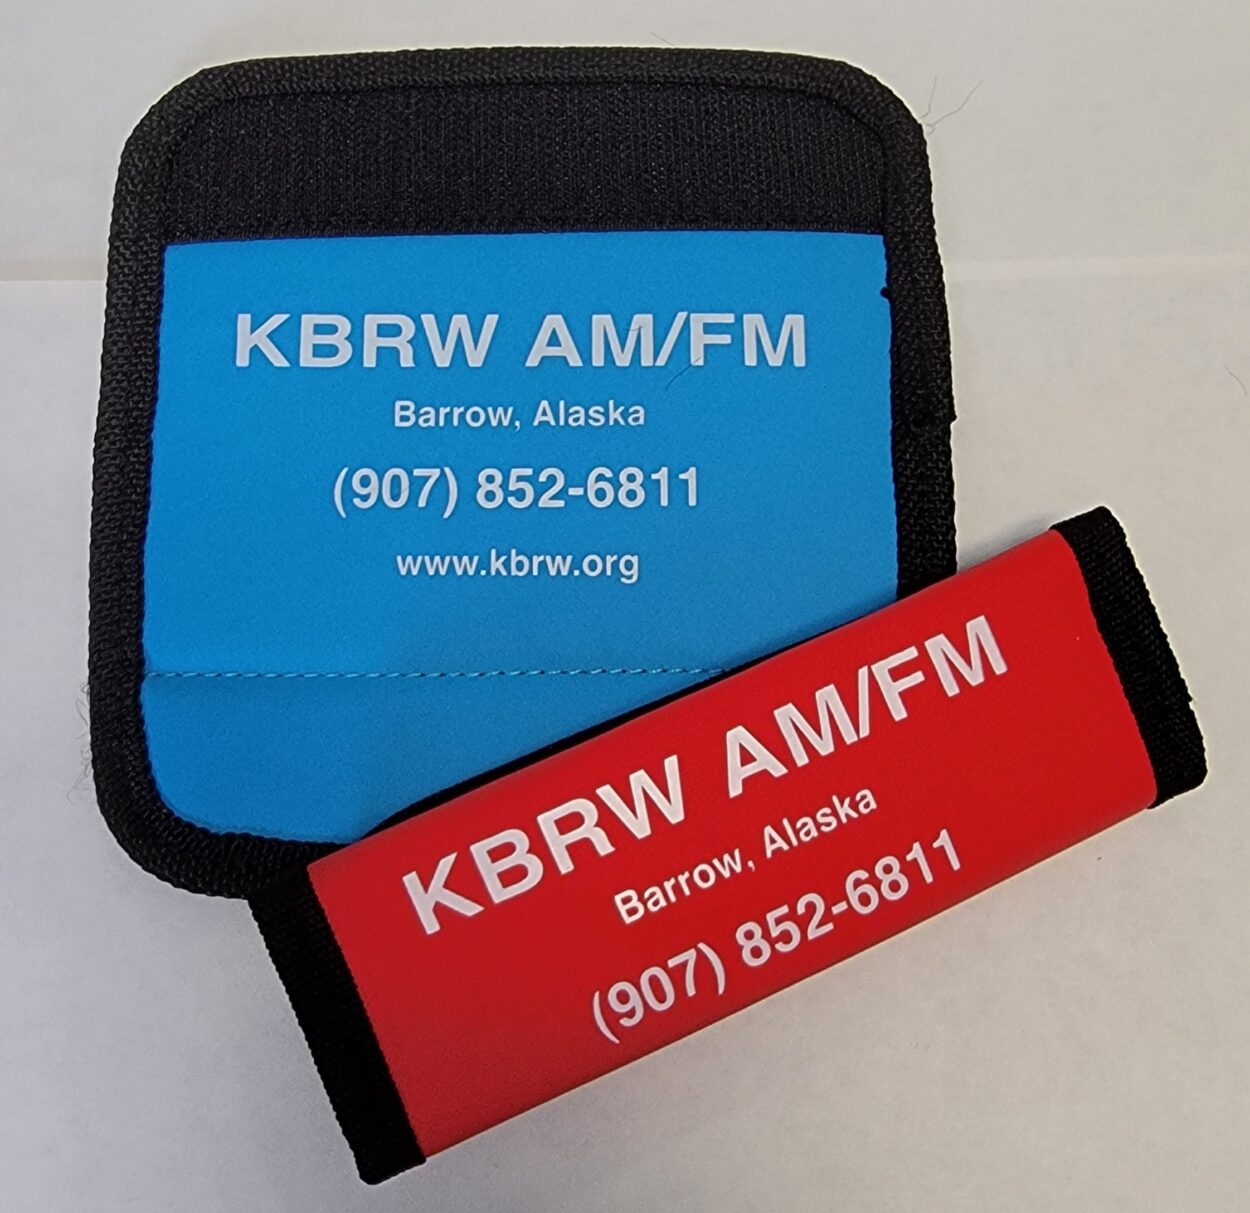 KBRW AM/FM
Barrow, Alaska
(907) 852-6811
www.kbrw.org
KBRW AM/FM
Barrow, Alaska
(907) 852-6811